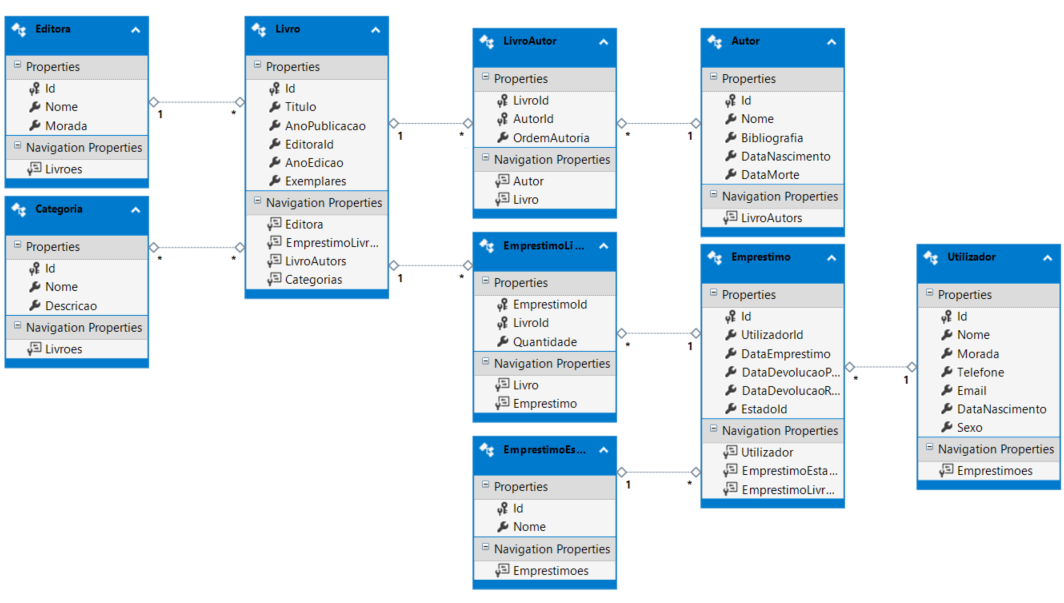 Editora
Properties
Id
Nome
Morada
Navigation Properties
Livroes
Categoria
Properties
Id
Nome
Descricao
Navigation Properties
Livroes
1
*
*
*
Livro
Properties
Id
Titulo
AnoPublicacao
EditoraId
AnoEdicao
Exemplares
Navigation Properties
Editora
EmprestimoLivr...
LivroAutors
Categorias
1
*
1
*
LivroAutor
Properties
LivroId
AutorId
OrdemAutoria
Navigation Properties
Autor
Livro
EmprestimoLi...
Properties
EmprestimoId
LivroId
Quantidade
Navigation Properties
Livro
Emprestimo
EmprestimoEs...
Properties
Id
Nome
Navigation Properties
Emprestimoes
*
1
*
1
1
*
Autor
Properties
Id
Nome
Bibliografia
DataNascimento
DataMorte
Navigation Properties
LivroAutors
Emprestimo
Properties
Id
UtilizadorId
DataEmprestimo
DataDevolucaoP...
DataDevolucaoR...
EstadoId
Navigation Properties
Utilizador
EmprestimoEsta...
EmprestimoLivr...
*
1
Utilizador
Properties
Id
Nome
Morada
Telefone
Email
DataNascimento
Sexo
Navigation Properties
Emprestimoes